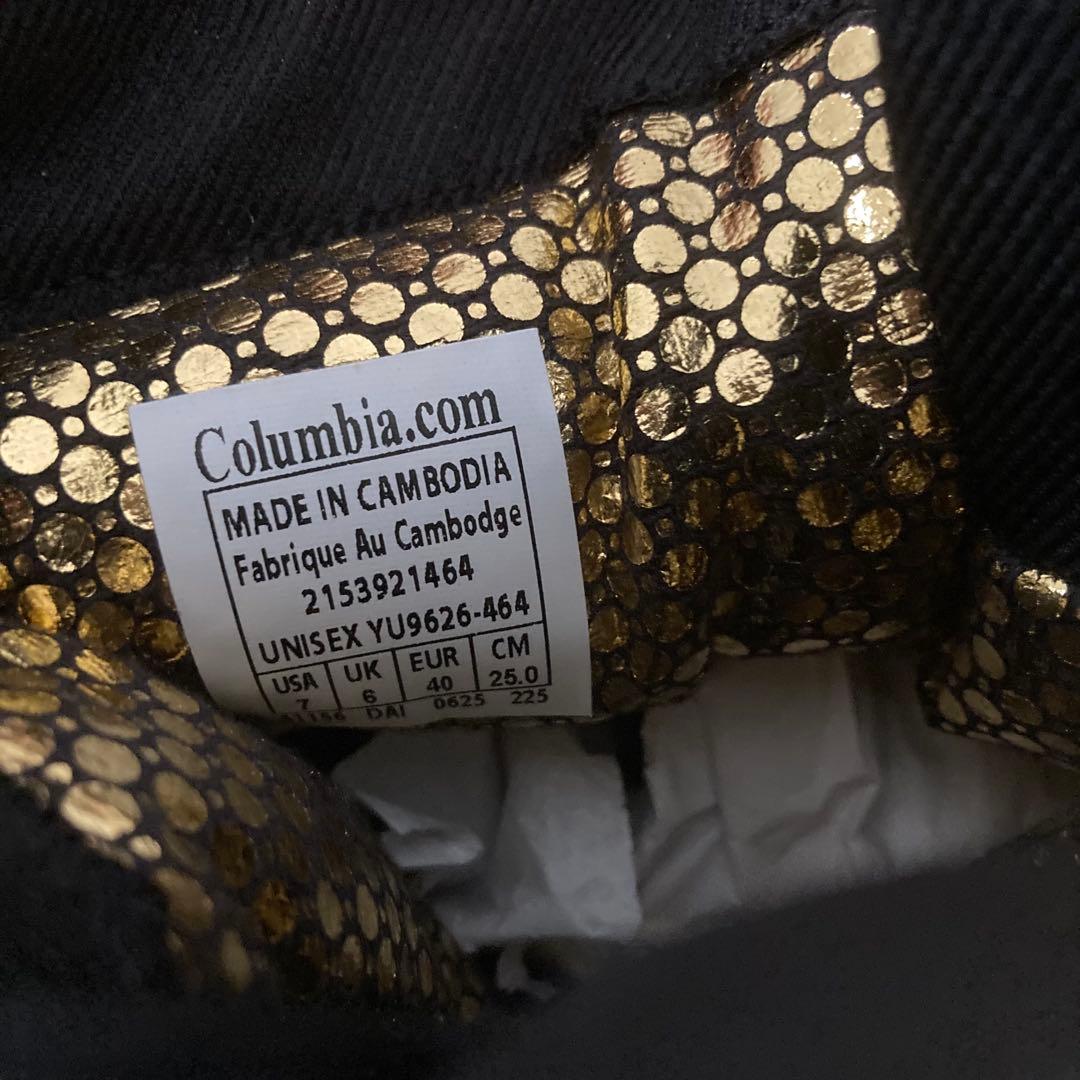 Columbia.com
MADE IN CAMBODIA
Fabrique Au Cambodge
2153921464
UNISEX YU9626-464
USA UK EUR CM
7 6 40 25.0
DAI 0625 225